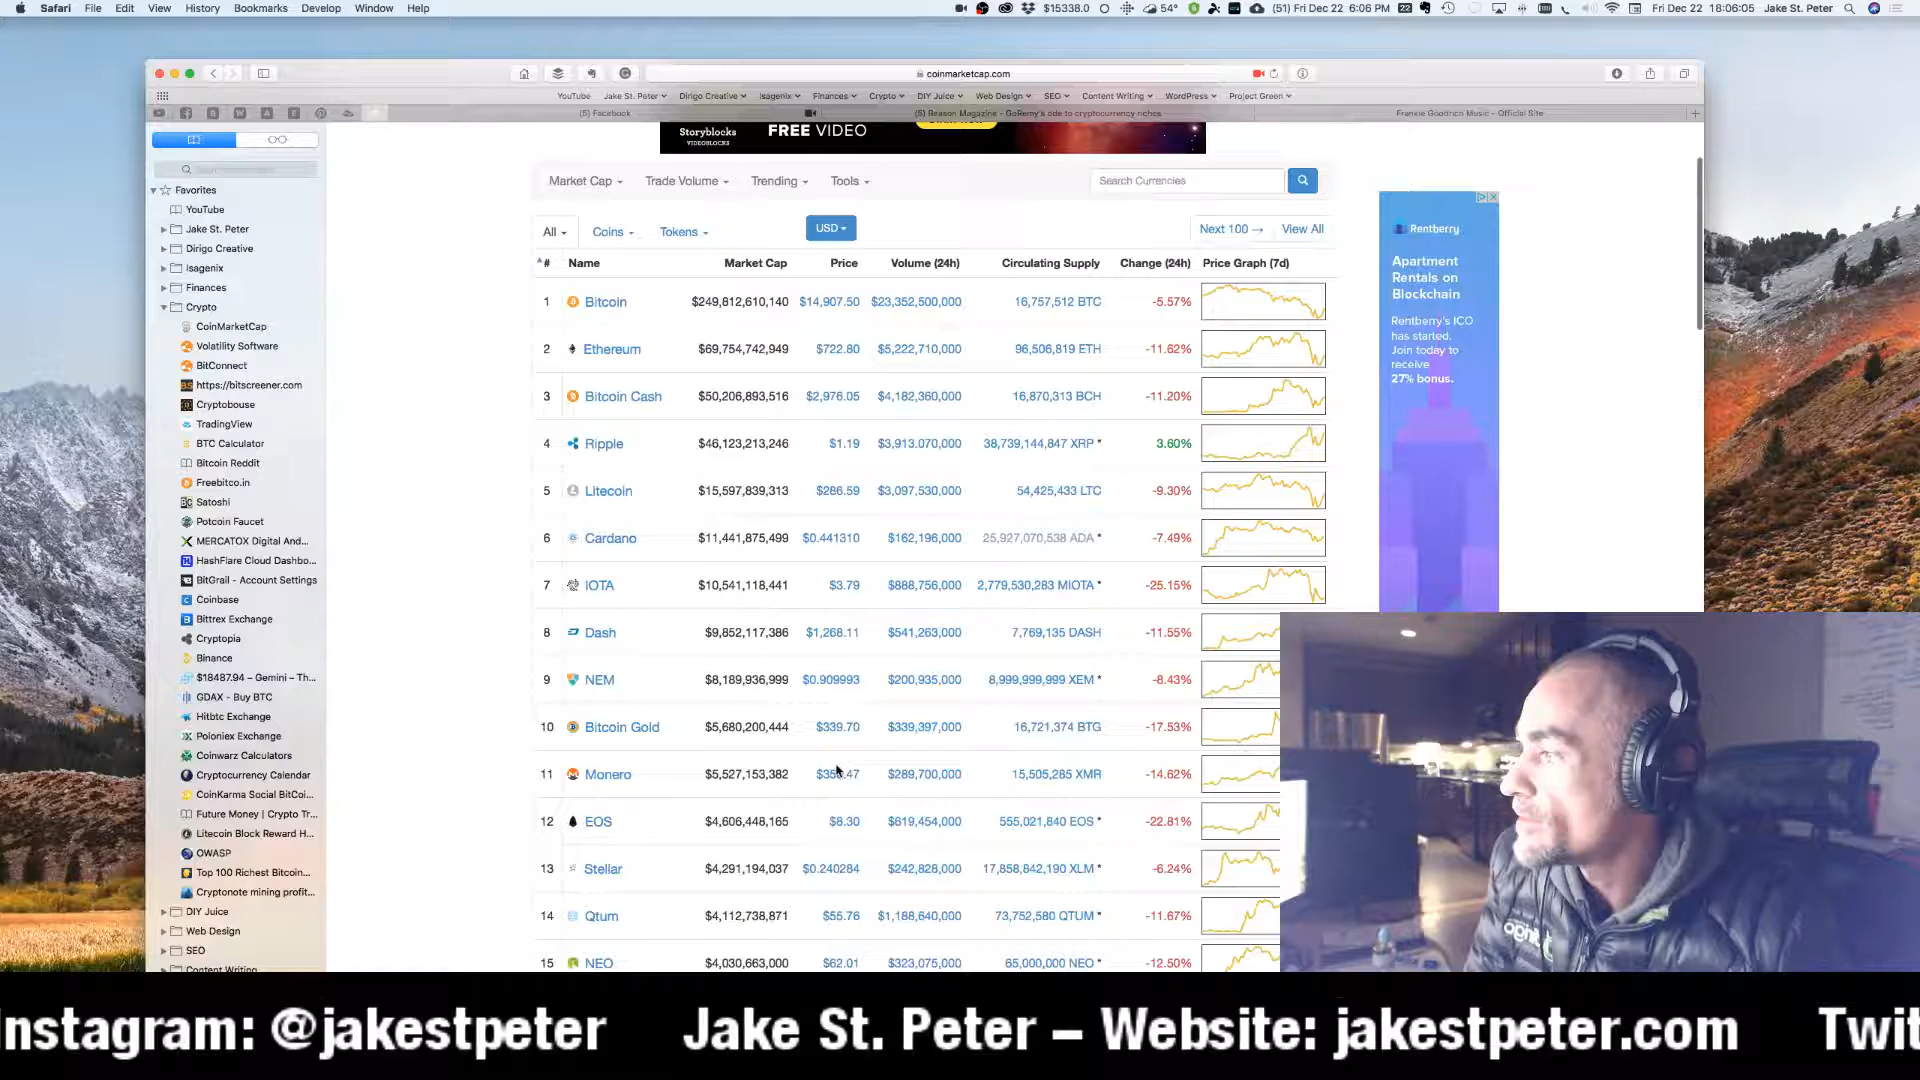 Safari File Edit View History Bookmarks Develop Window Help $15338.0 54° (51) Fri Dec 22 6:06 PM 22 Fri Dec 22 18:06:05 Jake St. Peter
coinmarketcap.com
YouTube Jake St. Peter Dirigo Creative Isagenix Finances Crypto DIY Juice Web Design SEO Content Writing WordPress Project Green
(5) Facebook (5) Reason Magazine - GoRemy's ode to cryptocurrency riches Frankie Goodrich Music - Official Site
Storyblocks
VIDEOBLOCKS
FREE VIDEO
Market Cap Trade Volume Trending Tools Search Currencies
All Coins Tokens USD Next 100 → View All
# Name Market Cap Price Volume (24h) Circulating Supply Change (24h) Price Graph (7d)
1 Bitcoin $249,812,610,140 $14,907.50 $23,352,500,000 16,757,512 BTC -5.57%
2 Ethereum $69,754,742,949 $722.80 $5,222,710,000 96,506,819 ETH -11.62%
3 Bitcoin Cash $50,206,893,516 $2,976.05 $4,182,360,000 16,870,313 BCH -11.20%
4 Ripple $46,123,213,246 $1.19 $3,913,070,000 38,739,144,847 XRP * 3.60%
5 Litecoin $15,597,839,313 $286.59 $3,097,530,000 54,425,433 LTC -9.30%
6 Cardano $11,441,875,499 $0.441310 $162,196,000 25,927,070,538 ADA * -7.49%
7 IOTA $10,541,118,441 $3.79 $888,756,000 2,779,530,283 MIOTA * -25.15%
8 Dash $9,852,117,386 $1,268.11 $541,263,000 7,769,135 DASH -11.55%
9 NEM $8,189,936,999 $0.909993 $200,935,000 8,999,999,999 XEM * -8.43%
10 Bitcoin Gold $5,680,200,444 $339.70 $339,397,000 16,721,374 BTG -17.53%
11 Monero $5,527,153,382 $289,700,000 15,505,285 XMR -14.62%
12 EOS $4,606,448,165 $8.30 $619,454,000 555,021,840 EOS * -22.81%
13 Stellar $4,291,194,037 $0.240284 $242,828,000 17,858,842,190 XLM * -6.24%
14 Qtum $4,112,738,871 $55.76 $1,188,640,000 73,752,580 QTUM * -11.67%
15 NEO $4,030,663,000 $62.01 $323,075,000 65,000,000 NEO * -12.50%
Favorites
YouTube
Jake St. Peter
Dirigo Creative
Isagenix
Finances
Crypto
CoinMarketCap
Volatility Software
BitConnect
https://bitscreener.com
Cryptobouse
TradingView
BTC Calculator
Bitcoin Reddit
Freebitco.in
Satoshi
Potcoin Faucet
MERCATOX Digital And...
HashFlare Cloud Dashbo...
BitGrail - Account Settings
Coinbase
Bittrex Exchange
Cryptopia
Binance
$18487.94 – Gemini – Th...
GDAX - Buy BTC
Hitbtc Exchange
Poloniex Exchange
Coinwarz Calculators
Cryptocurrency Calendar
CoinKarma Social BitCoi...
Future Money | Crypto Tr...
Litecoin Block Reward H...
OWASP
Top 100 Richest Bitcoin...
Cryptonote mining profit...
DIY Juice
Web Design
SEO
Content Writing
Rentberry
Apartment
Rentals on
Blockchain
Rentberry's ICO
has started.
Join today to
receive
27% bonus.
Instagram: @jakestpeter Jake St. Peter – Website: jakestpeter.com Twit